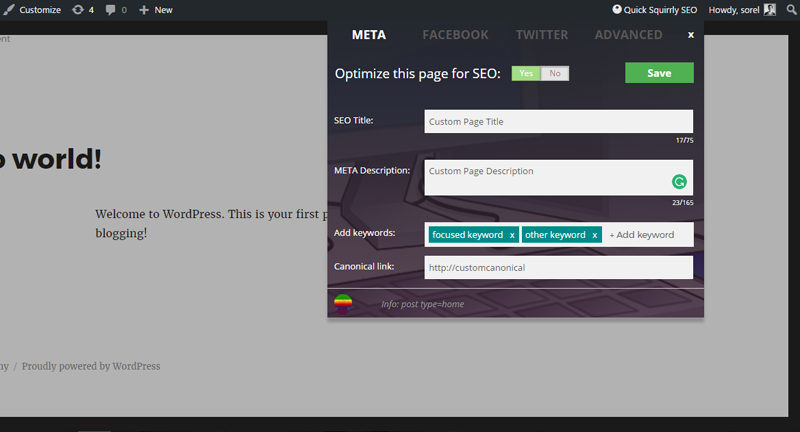 Customize 4 0 New Quick Squirrly SEO Howdy, sorel
ent
META FACEBOOK TWITTER ADVANCED x
Optimize this page for SEO: Yes No Save
SEO Title: Custom Page Title
17/75
o world!
META Description: Custom Page Description
23/165
Welcome to WordPress. This is your first p
blogging!
Add keywords: focused keyword x other keyword x + Add keyword
Canonical link: http://customcanonical
Info: post type=home
ny / Proudly powered by WordPress